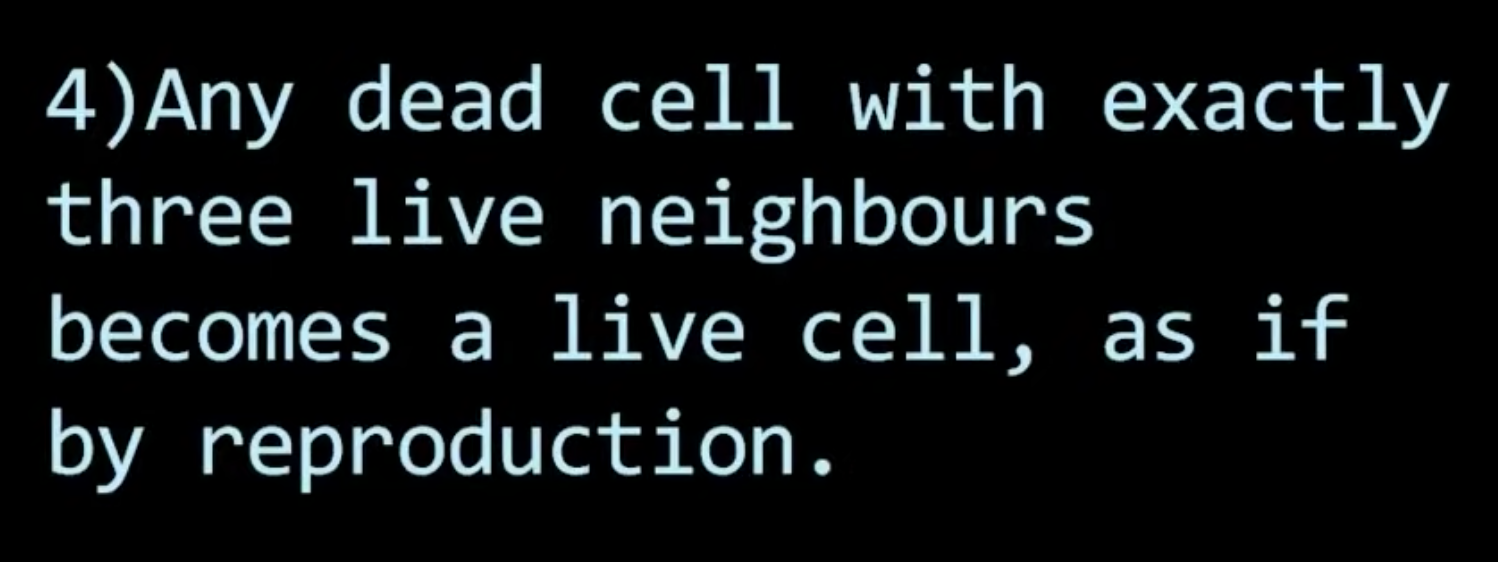 4)Any dead cell with exactly
three live neighbours
becomes a live cell, as if
by reproduction.